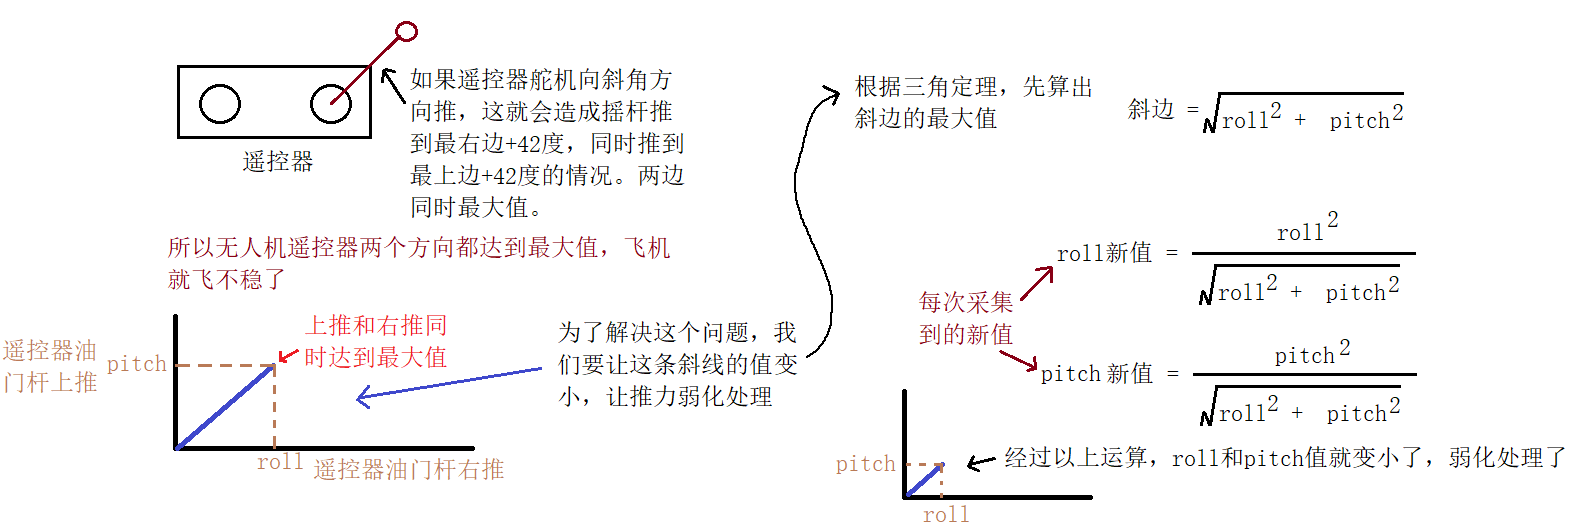 如果遥控器舵机向斜角方
向推，这就会造成摇杆推
到最右边+42度，同时推到
最上边+42度的情况。两边
同时最大值。
遥控器
所以无人机遥控器两个方向都达到最大值，飞机
就飞不稳了
上推和右推同
时达到最大值
遥控器油
门杆上推
pitch
roll
遥控器油门杆右推
为了解决这个问题，我
们要让这条斜线的值变
小，让推力弱化处理
根据三角定理，先算出
斜边的最大值
斜边 = √(roll² + pitch²)
每次采集
到的新值
roll新值 = roll² / √(roll² + pitch²)
pitch新值 = pitch² / √(roll² + pitch²)
经过以上运算，roll和pitch值就变小了，弱化处理了
pitch
roll